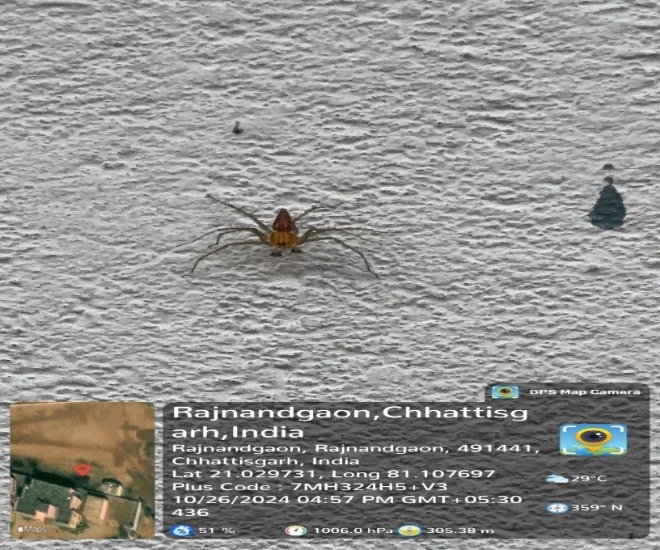 GPS Map Camera
Rajnandgaon,Chhattisg
arh,India
Rajnandgaon, Rajnandgaon, 491441,
Chhattisgarh, India
Lat 21.029731, Long 81.107697
Plus Code : 7MH324H5+V3
10/26/2024 04:57 PM GMT+05:30
436
29°C
359° N
51 %
1006.0 hPa
305.38 m
Maps